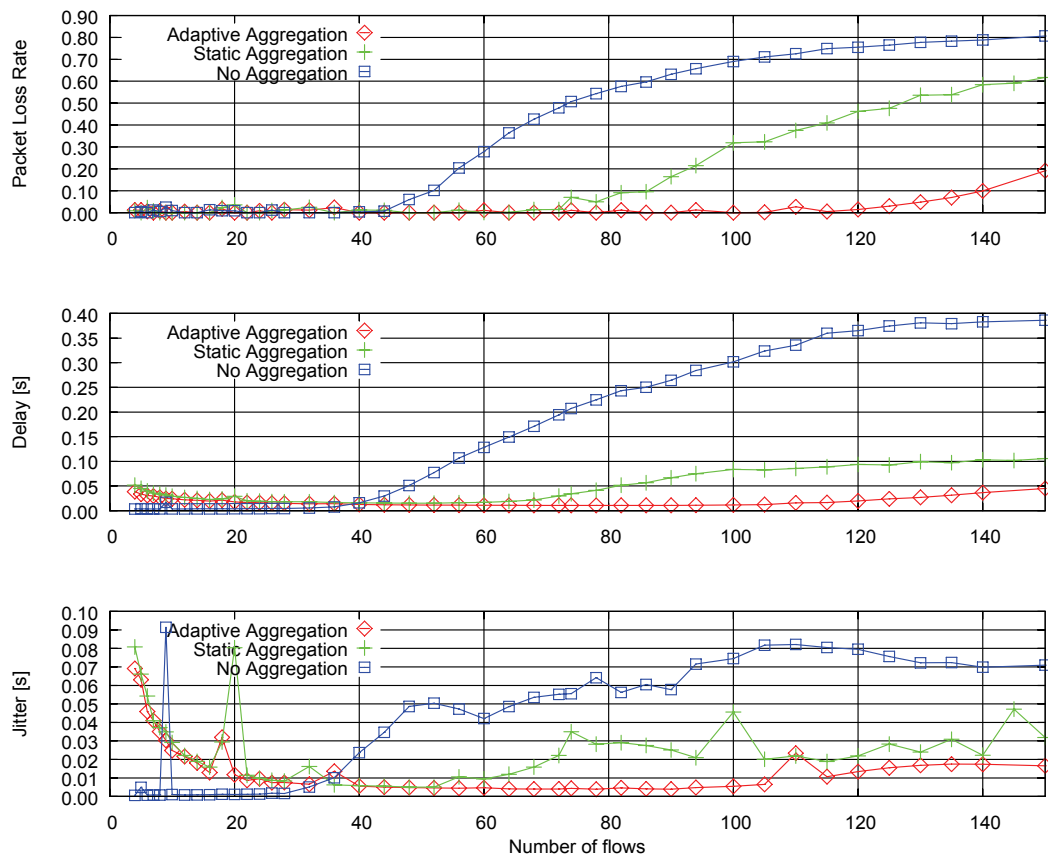 0.90
0.80
0.70
0.60
0.50
0.40
0.30
0.20
0.10
0.00
Packet Loss Rate
Adaptive Aggregation
Static Aggregation
No Aggregation
0 20 40 60 80 100 120 140
0.40
0.35
0.30
0.25
0.20
0.15
0.10
0.05
0.00
Delay [s]
Adaptive Aggregation
Static Aggregation
No Aggregation
0 20 40 60 80 100 120 140
0.10
0.09
0.08
0.07
0.06
0.05
0.04
0.03
0.02
0.01
0.00
Jitter [s]
Adaptive Aggregation
Static Aggregation
No Aggregation
0 20 40 60 80 100 120 140
Number of flows